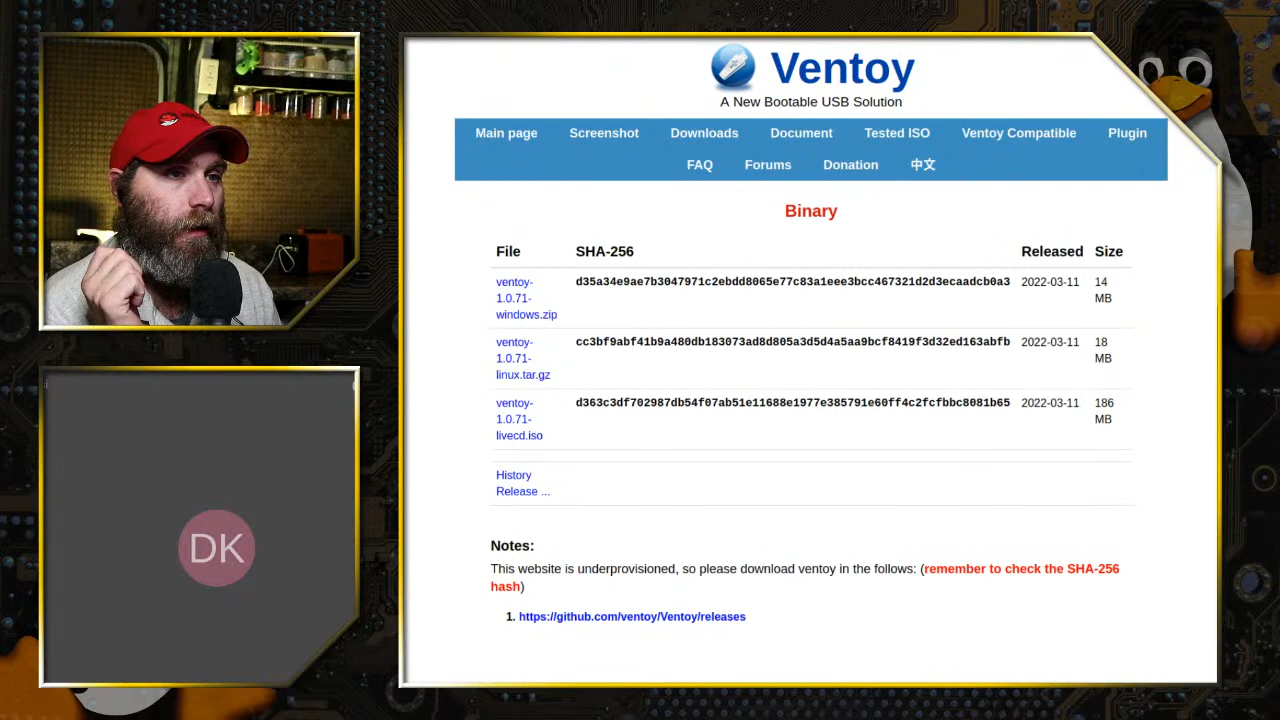 Ventoy
A New Bootable USB Solution
Main page Screenshot Downloads Document Tested ISO Ventoy Compatible Plugin
FAQ Forums Donation 中文
Binary
File SHA-256 Released Size
ventoy-
1.0.71-
windows.zip
d35a34e9ae7b3047971c2ebdd8065e77c83a1eee3bcc467321d2d3ecaadcb0a3 2022-03-11 14
MB
ventoy-
1.0.71-
linux.tar.gz
cc3bf9abf41b9a480db183073ad8d805a3d5d4a5aa9bcf8419f3d32ed163abfb 2022-03-11 18
MB
ventoy-
1.0.71-
livecd.iso
d363c3df702987db54f07ab51e11688e1977e385791e60ff4c2fcfbbc8081b65 2022-03-11 186
MB
History
Release ...
Notes:
This website is underprovisioned, so please download ventoy in the follows: (remember to check the SHA-256
hash)
1. https://github.com/ventoy/Ventoy/releases
DK